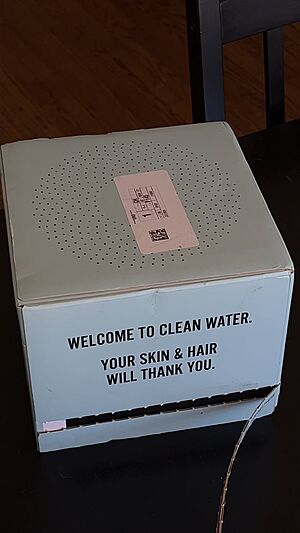 WELCOME TO CLEAN WATER.
YOUR SKIN & HAIR
WILL THANK YOU.